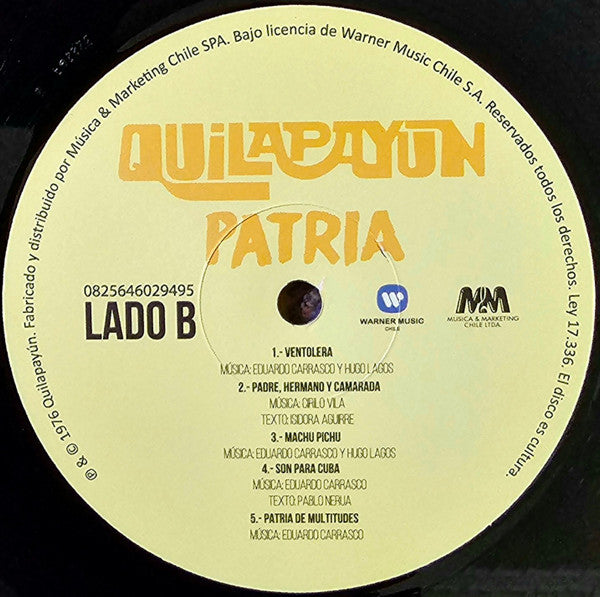 ℗ & © 1976 Quilapayún. Fabricado y distribuido por Música & Marketing Chile SPA. Bajo licencia de Warner Music Chile S.A. Reservados todos los derechos. Ley 17.336. El disco es cultura.
QUILAPAYÚN
PATRIA
0825646029495
LADO B
WARNER MUSIC
CHILE
MM
MUSICA & MARKETING
CHILE LTDA.
1.- VENTOLERA
MÚSICA: EDUARDO CARRASCO Y HUGO LAGOS
2.- PADRE, HERMANO Y CAMARADA
MÚSICA: CIRILO VILA
TEXTO: ISIDORA AGUIRRE
3.- MACHU PICHU
MÚSICA: EDUARDO CARRASCO Y HUGO LAGOS
4.- SON PARA CUBA
MÚSICA: EDUARDO CARRASCO
TEXTO: PABLO NERUA
5.- PATRIA DE MULTITUDES
MÚSICA: EDUARDO CARRASCO